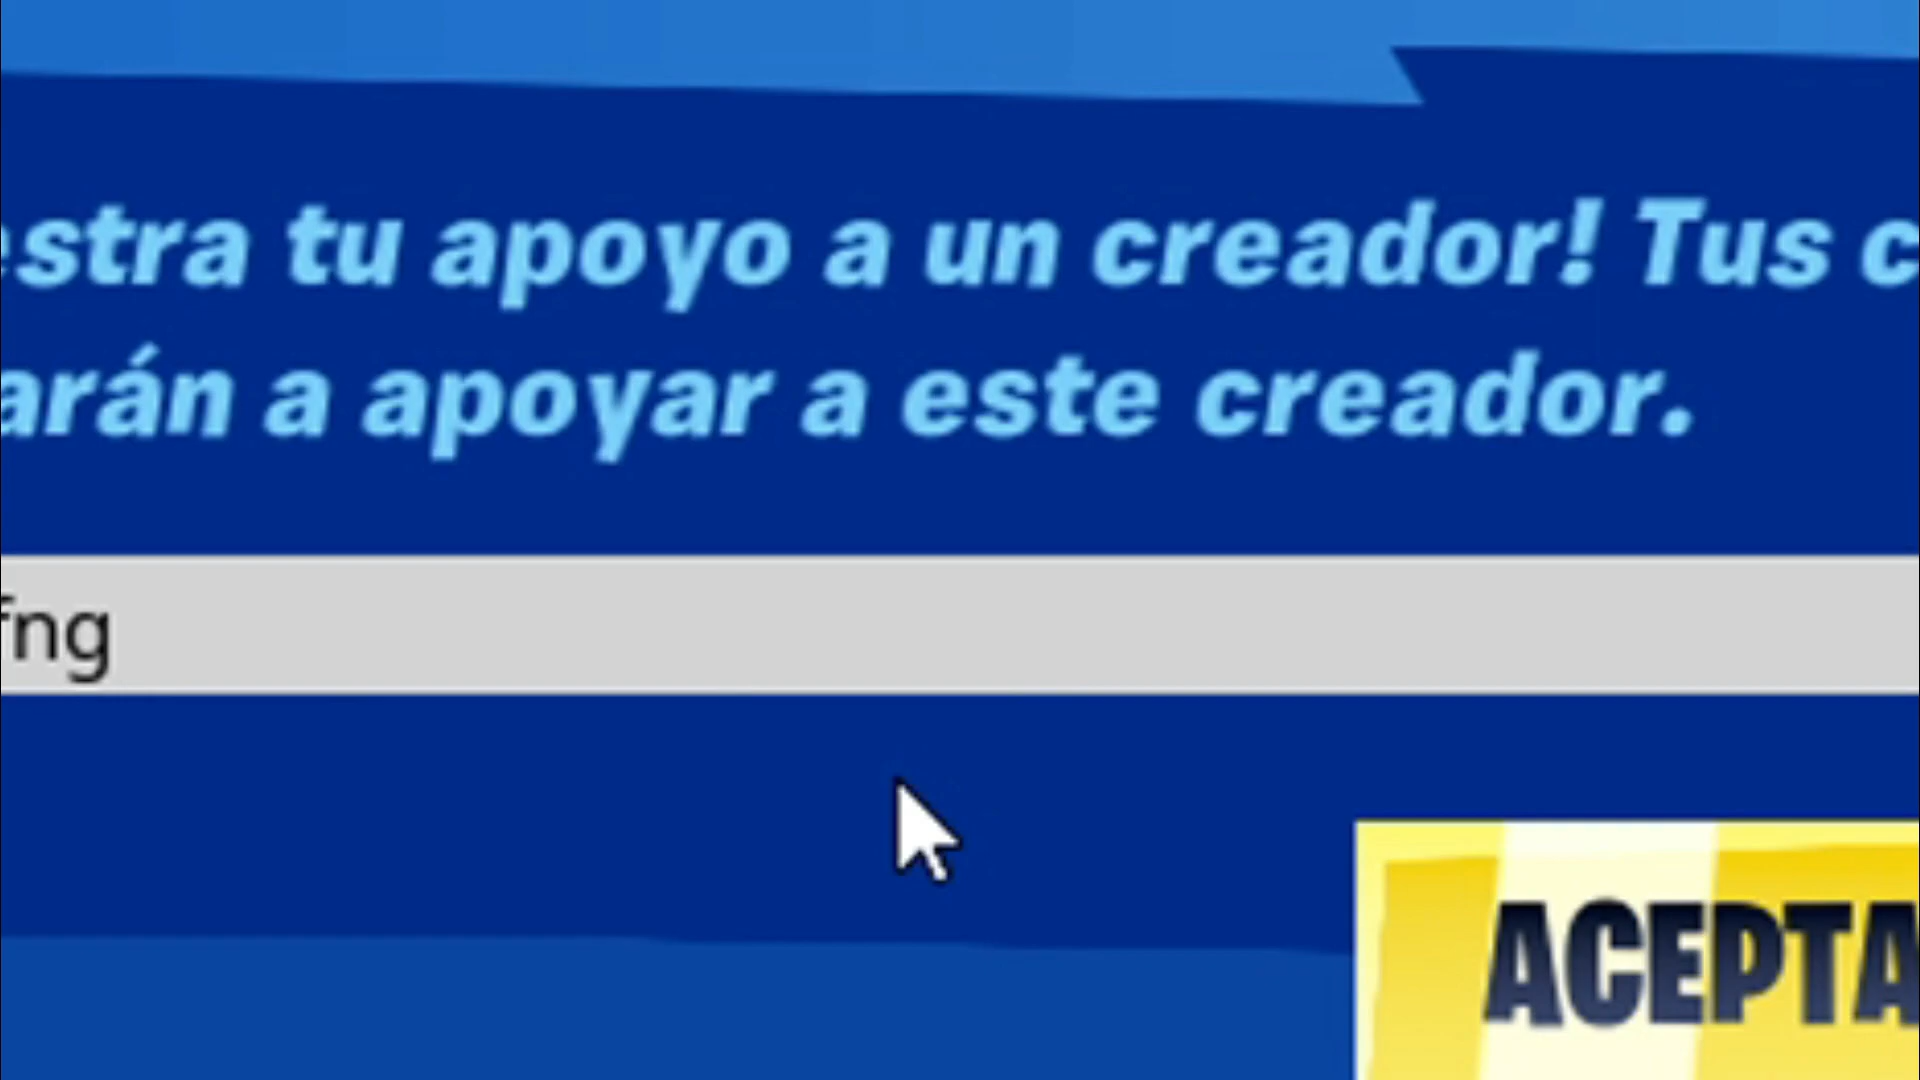 estra tu apoyo a un creador! Tus c
arán a apoyar a este creador.
fng
ACEPTA